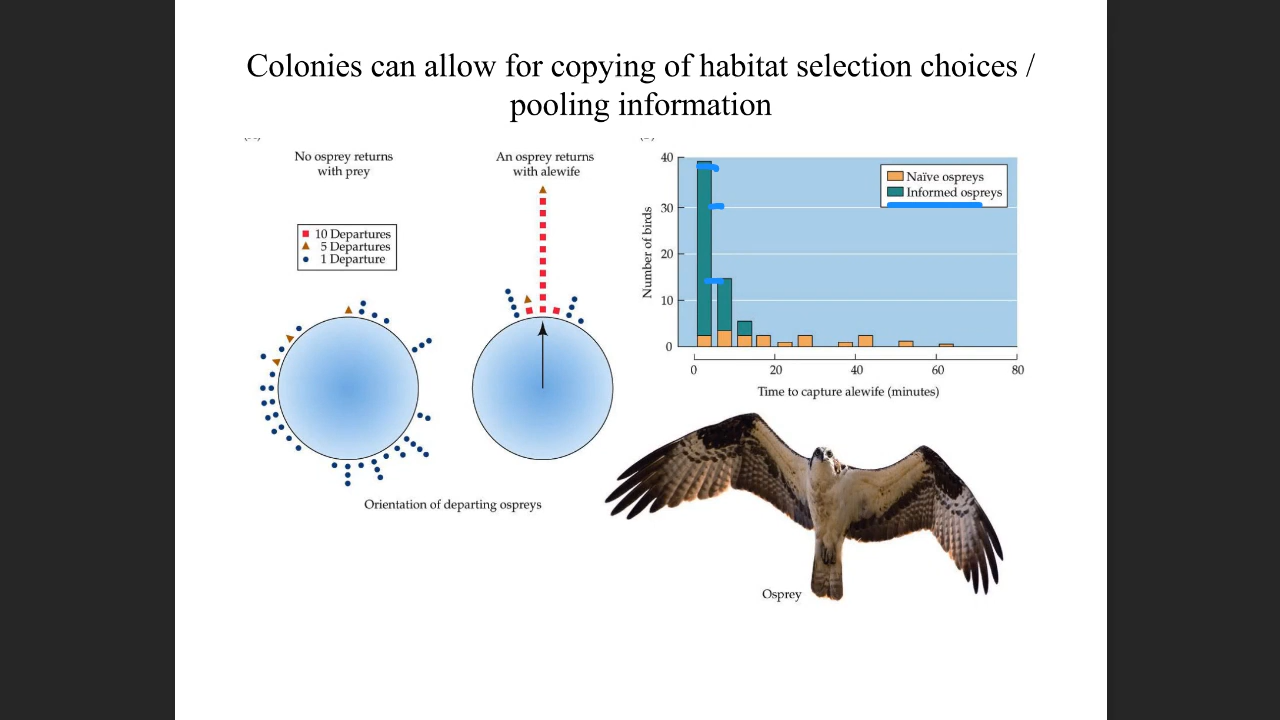 Colonies can allow for copying of habitat selection choices /
pooling information
No osprey returns
with prey
An osprey returns
with alewife
10 Departures
5 Departures
1 Departure
Orientation of departing ospreys
40
30
20
10
0
Number of birds
Naïve ospreys
Informed ospreys
0 20 40 60 80
Time to capture alewife (minutes)
Osprey